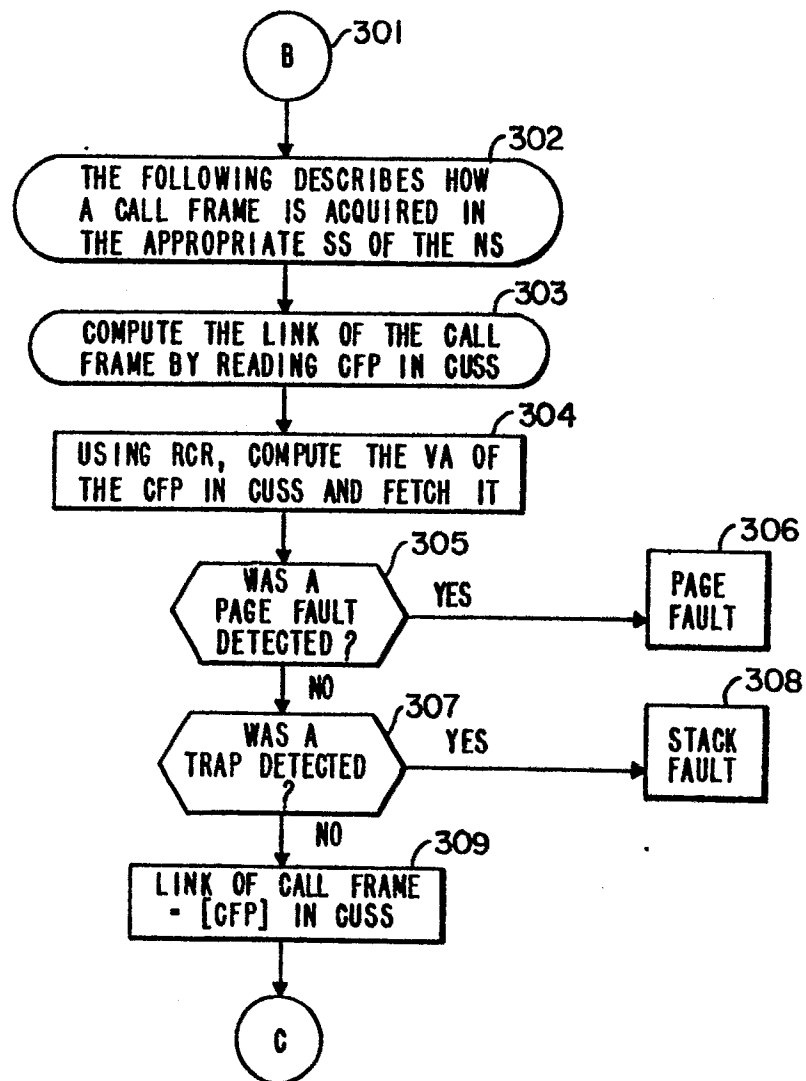 B
301
302
THE FOLLOWING DESCRIBES HOW
A CALL FRAME IS ACQUIRED IN
THE APPROPRIATE SS OF THE NS
303
COMPUTE THE LINK OF THE CALL
FRAME BY READING CFP IN CUSS
304
USING RCR, COMPUTE THE VA OF
THE CFP IN CUSS AND FETCH IT
305
WAS A
PAGE FAULT
DETECTED?
YES
306
PAGE
FAULT
NO
307
WAS A
TRAP DETECTED
?
YES
308
STACK
FAULT
NO
309
LINK OF CALL FRAME
- [CFP] IN CUSS
C